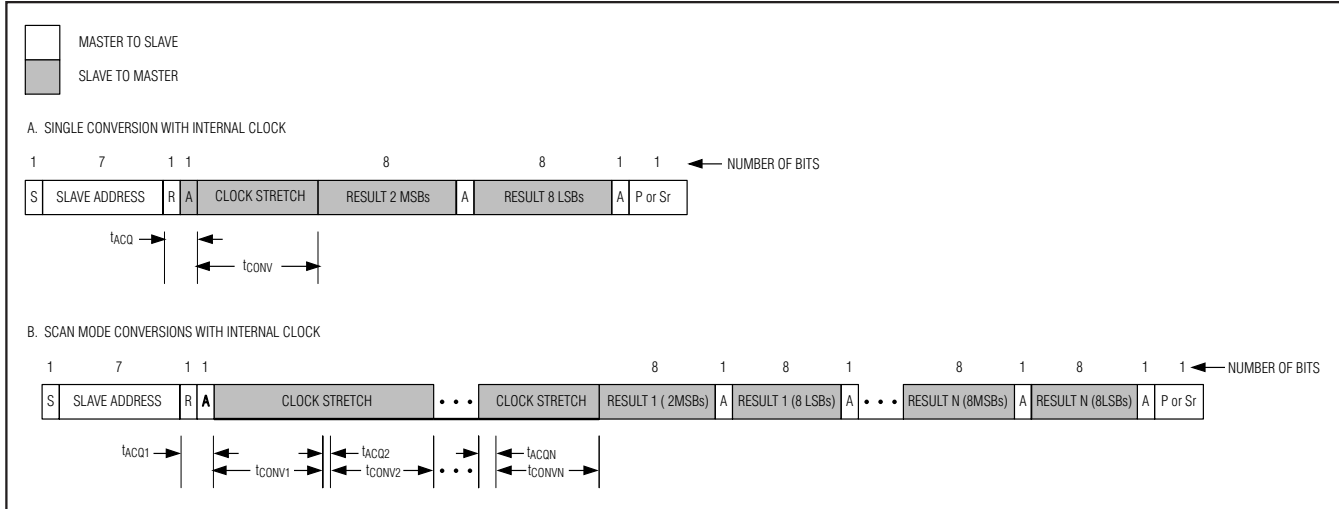 MASTER TO SLAVE
SLAVE TO MASTER
A. SINGLE CONVERSION WITH INTERNAL CLOCK
1 7 1 1 8 8 1 1 NUMBER OF BITS
S SLAVE ADDRESS R A CLOCK STRETCH RESULT 2 MSBs A RESULT 8 LSBs A P or Sr
tACQ
tCONV
B. SCAN MODE CONVERSIONS WITH INTERNAL CLOCK
1 7 1 1 8 1 8 1 8 1 8 1 1 NUMBER OF BITS
S SLAVE ADDRESS R A CLOCK STRETCH • • • CLOCK STRETCH RESULT 1 ( 2MSBs) A RESULT 1 (8 LSBs) A • • • RESULT N (8MSBs) A RESULT N (8LSBs) A P or Sr
tACQ1 tACQ2 tACQN
tCONV1 tCONV2 • • • tCONVN